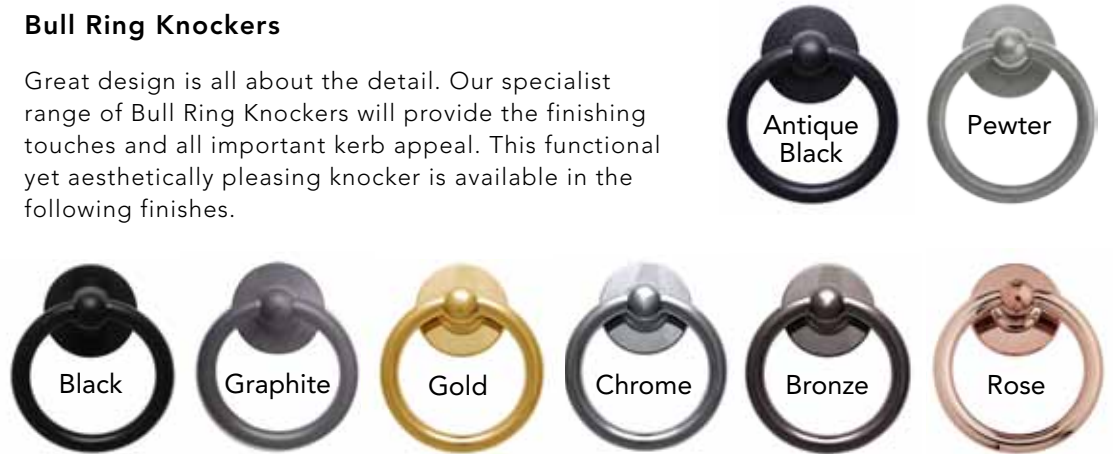 Bull Ring Knockers
Great design is all about the detail. Our specialist
range of Bull Ring Knockers will provide the finishing
touches and all important kerb appeal. This functional
yet aesthetically pleasing knocker is available in the
following finishes.
Antique
Black
Pewter
Black
Graphite
Gold
Chrome
Bronze
Rose